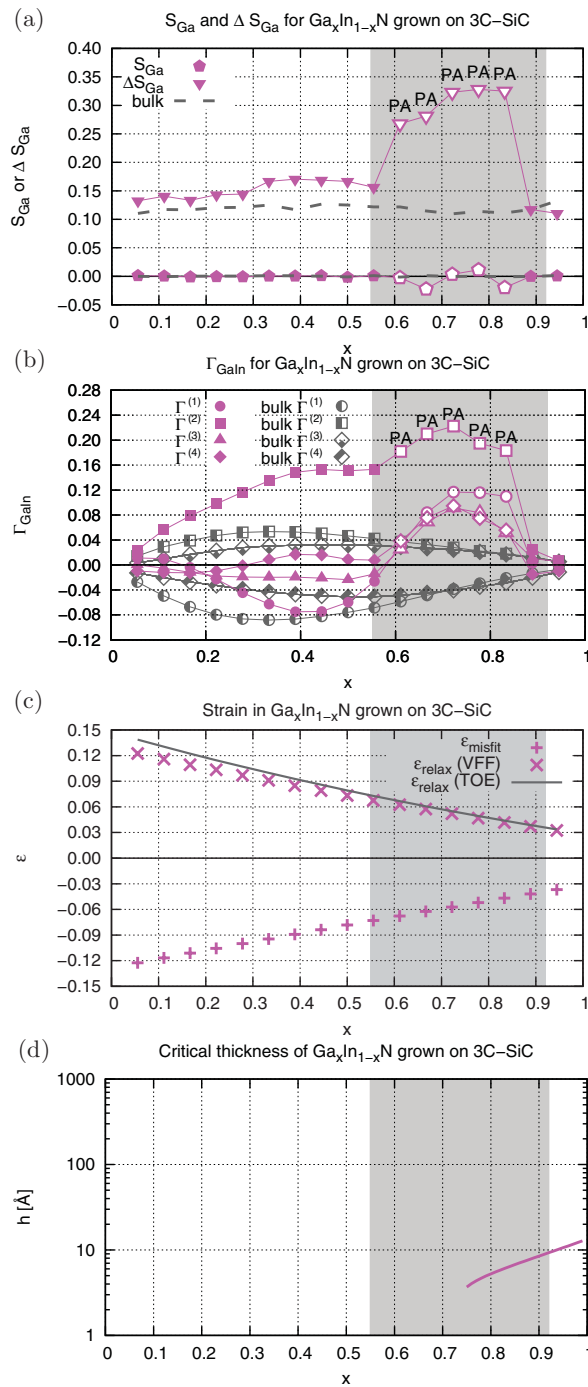 (a)
S_Ga and Δ S_Ga for Ga_xIn_1−xN grown on 3C−SiC
S_Ga or Δ S_Ga
0.40
0.35
0.30
0.25
0.20
0.15
0.10
0.05
0.00
−0.05
S_Ga
ΔS_Ga
bulk
PA PA PA PA PA
0 0.1 0.2 0.3 0.4 0.5 0.6 0.7 0.8 0.9 1
x
(b)
Γ_GaIn for Ga_xIn_1−xN grown on 3C−SiC
Γ_GaIn
0.28
0.24
0.20
0.16
0.12
0.08
0.04
0.00
−0.04
−0.08
−0.12
Γ^(1) bulk Γ^(1)
Γ^(2) bulk Γ^(2)
Γ^(3) bulk Γ^(3)
Γ^(4) bulk Γ^(4)
PA PA PA PA PA
0 0.2 0.4 0.6 0.8 1
x
(c)
Strain in Ga_xIn_1−xN grown on 3C−SiC
ε
0.15
0.12
0.09
0.06
0.03
0.00
−0.03
−0.06
−0.09
−0.12
−0.15
ε_misfit
ε_relax (VFF)
ε_relax (TOE)
0 0.1 0.2 0.3 0.4 0.5 0.6 0.7 0.8 0.9 1
x
(d)
Critical thickness of Ga_xIn_1−xN grown on 3C−SiC
h [Å]
1000
100
10
1
0 0.1 0.2 0.3 0.4 0.5 0.6 0.7 0.8 0.9 1
x